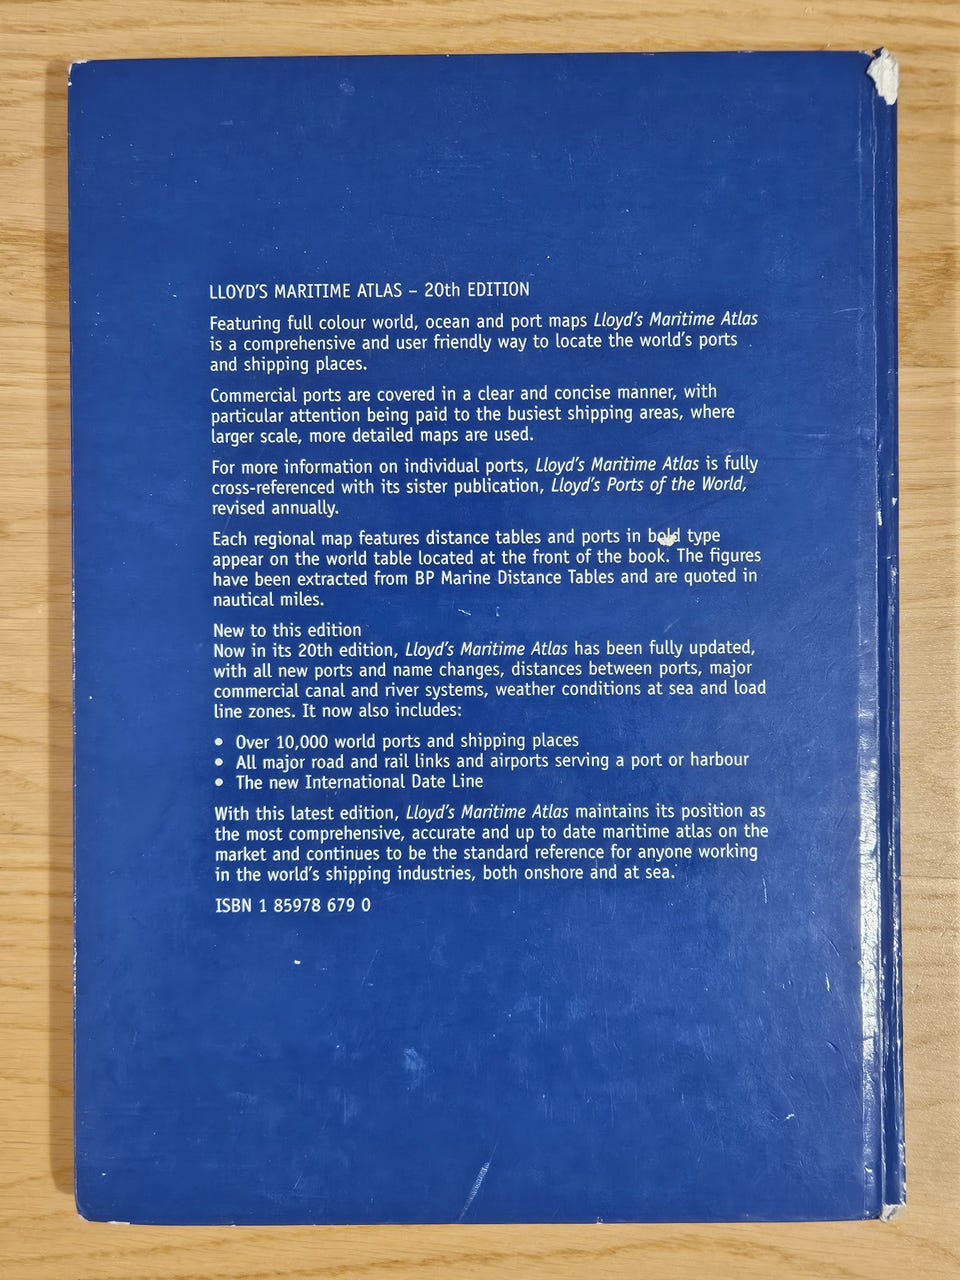 LLOYD'S MARITIME ATLAS – 20th EDITION
Featuring full colour world, ocean and port maps Lloyd's Maritime Atlas
is a comprehensive and user friendly way to locate the world's ports
and shipping places.
Commercial ports are covered in a clear and concise manner, with
particular attention being paid to the busiest shipping areas, where
larger scale, more detailed maps are used.
For more information on individual ports, Lloyd's Maritime Atlas is fully
cross-referenced with its sister publication, Lloyd's Ports of the World,
revised annually.
Each regional map features distance tables and ports in bold type
appear on the world table located at the front of the book. The figures
have been extracted from BP Marine Distance Tables and are quoted in
nautical miles.
New to this edition
Now in its 20th edition, Lloyd's Maritime Atlas has been fully updated,
with all new ports and name changes, distances between ports, major
commercial canal and river systems, weather conditions at sea and load
line zones. It now also includes:
• Over 10,000 world ports and shipping places
• All major road and rail links and airports serving a port or harbour
• The new International Date Line
With this latest edition, Lloyd's Maritime Atlas maintains its position as
the most comprehensive, accurate and up to date maritime atlas on the
market and continues to be the standard reference for anyone working
in the world's shipping industries, both onshore and at sea.
ISBN 1 85978 679 0